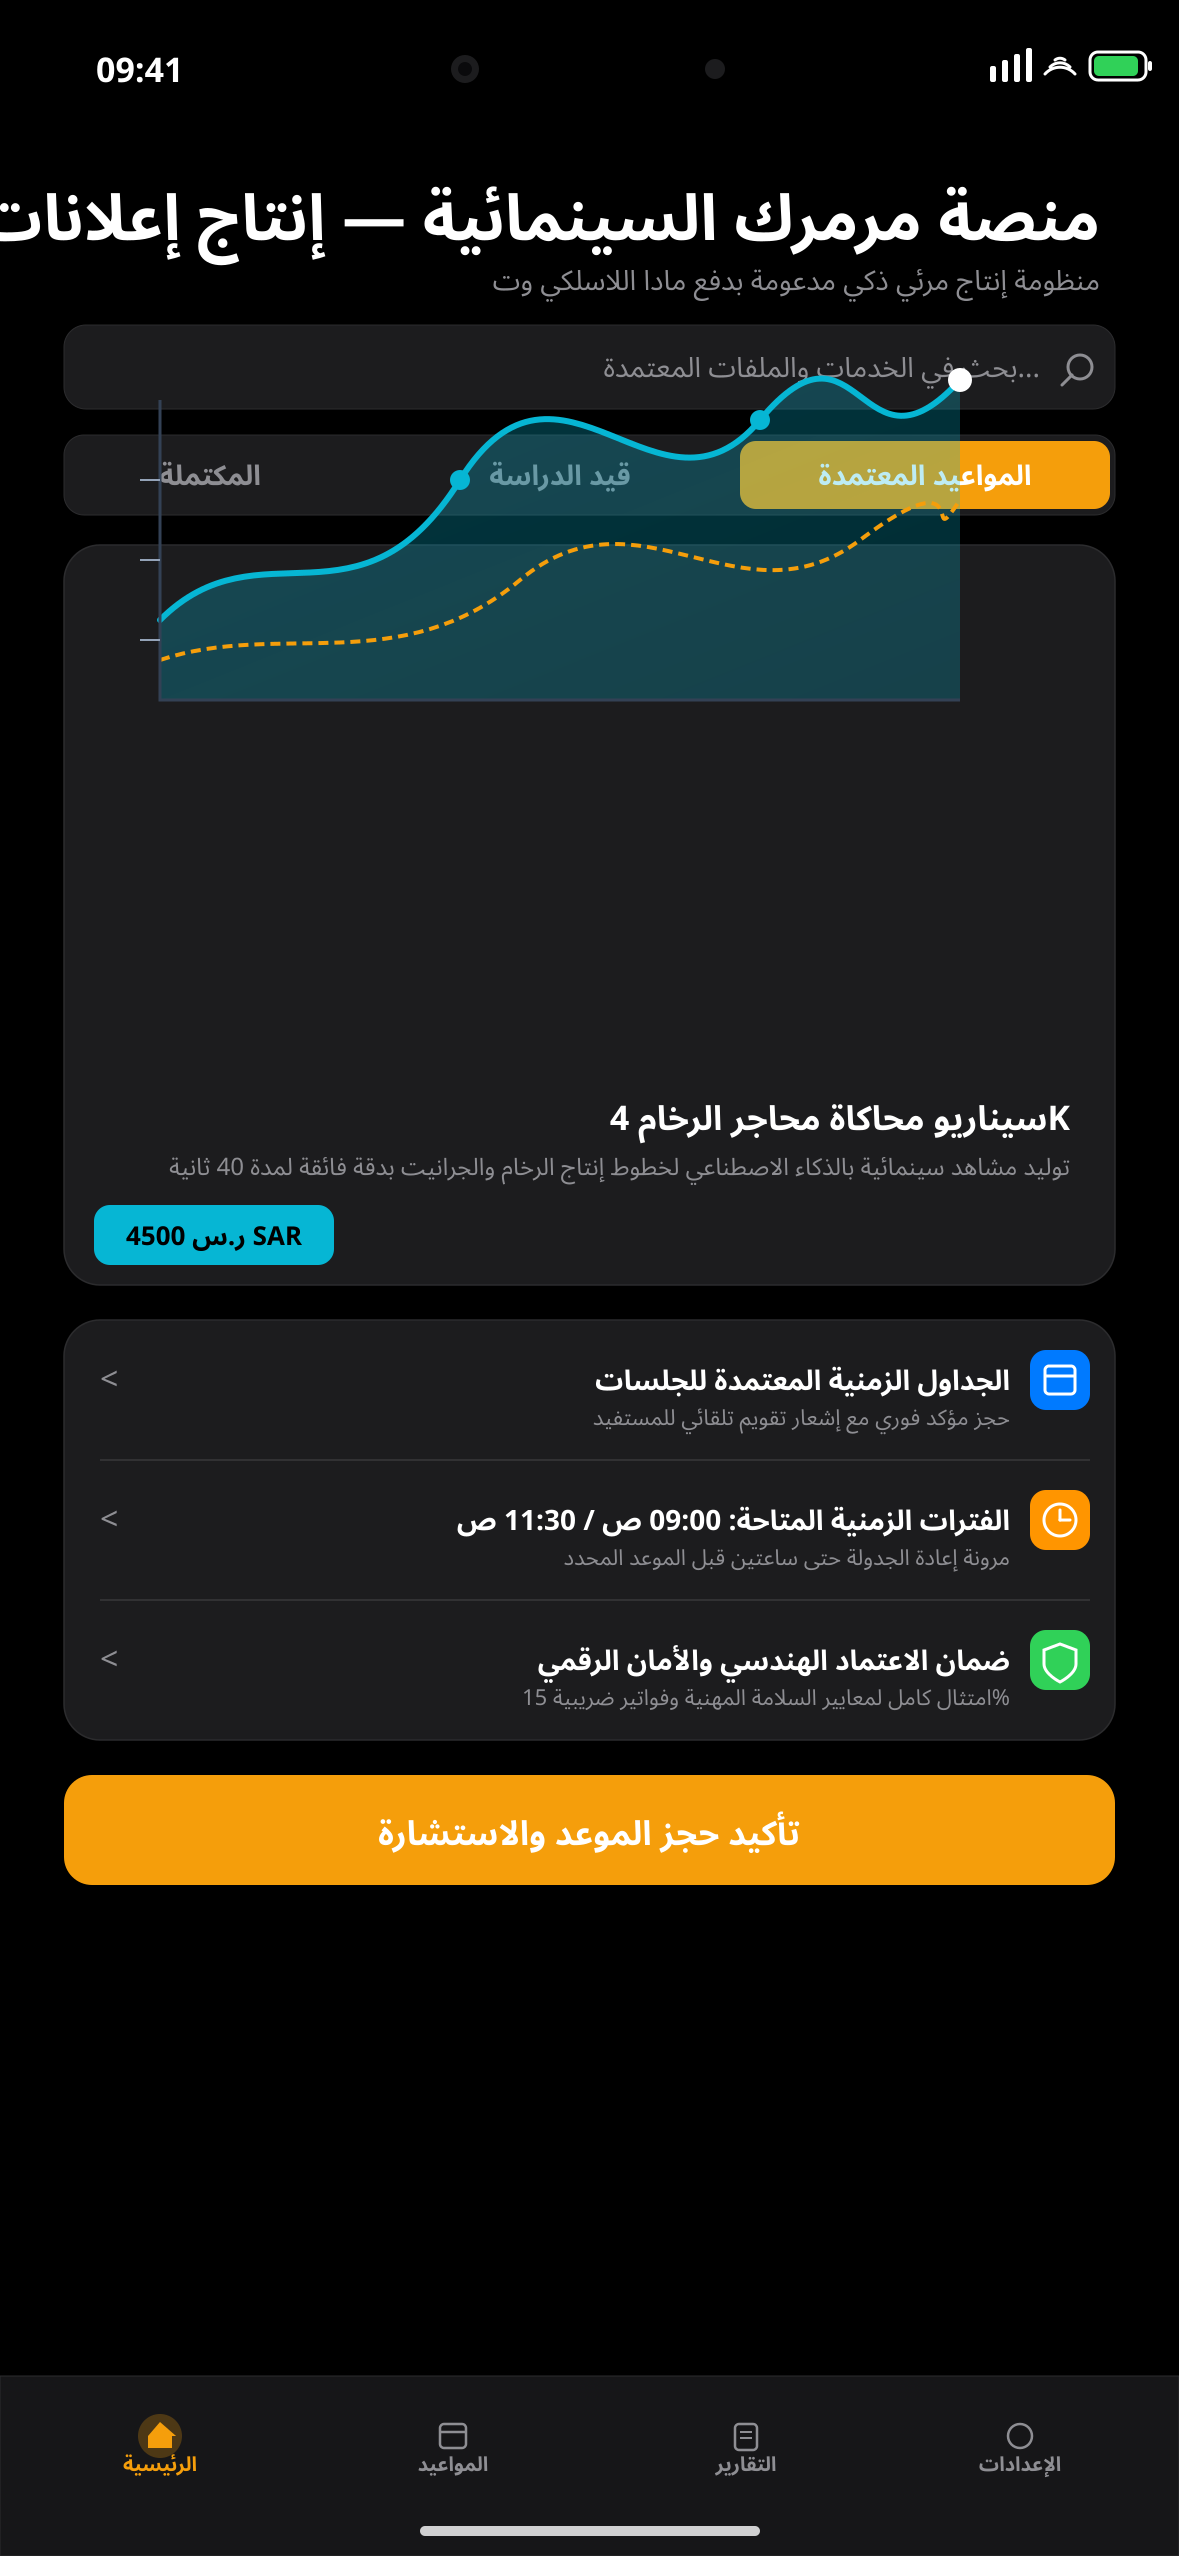 09:41
منصة مرمرك السينمائية — إنتاج إعلانات
منظومة إنتاج مرئي ذكي مدعومة بدفع مادا اللاسلكي وت
بحث في الخدمات والملفات المعتمدة...
المواعيد المعتمدة
قيد الدراسة
المكتملة
سيناريو محاكاة محاجر الرخام 4K
توليد مشاهد سينمائية بالذكاء الاصطناعي لخطوط إنتاج الرخام والجرانيت بدقة فائقة لمدة 40 ثانية
4500 ر.س SAR
الجداول الزمنية المعتمدة للجلسات
حجز مؤكد فوري مع إشعار تقويم تلقائي للمستفيد
الفترات الزمنية المتاحة: 09:00 ص / 11:30 ص
مرونة إعادة الجدولة حتى ساعتين قبل الموعد المحدد
ضمان الاعتماد الهندسي والأمان الرقمي
امتثال كامل لمعايير السلامة المهنية وفواتير ضريبية 15%
تأكيد حجز الموعد والاستشارة
الإعدادات
التقارير
المواعيد
الرئيسية